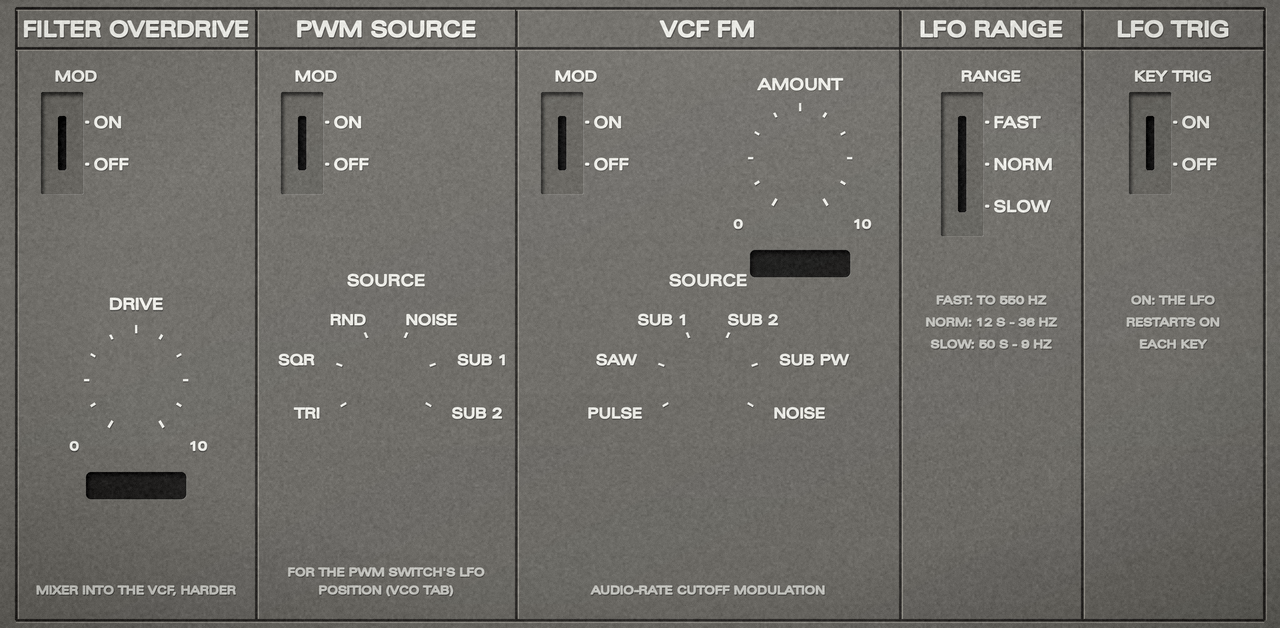 FILTER OVERDRIVE
MOD
ON
OFF
DRIVE
0 10
MIXER INTO THE VCF, HARDER
PWM SOURCE
MOD
ON
OFF
SOURCE
RND NOISE
SQR SUB 1
TRI SUB 2
FOR THE PWM SWITCH'S LFO
POSITION (VCO TAB)
VCF FM
MOD
ON
OFF
AMOUNT
0 10
SOURCE
SUB 1 SUB 2
SAW SUB PW
PULSE NOISE
AUDIO-RATE CUTOFF MODULATION
LFO RANGE
RANGE
FAST
NORM
SLOW
FAST: TO 550 HZ
NORM: 12 S - 36 HZ
SLOW: 50 S - 9 HZ
LFO TRIG
KEY TRIG
ON
OFF
ON: THE LFO
RESTARTS ON
EACH KEY